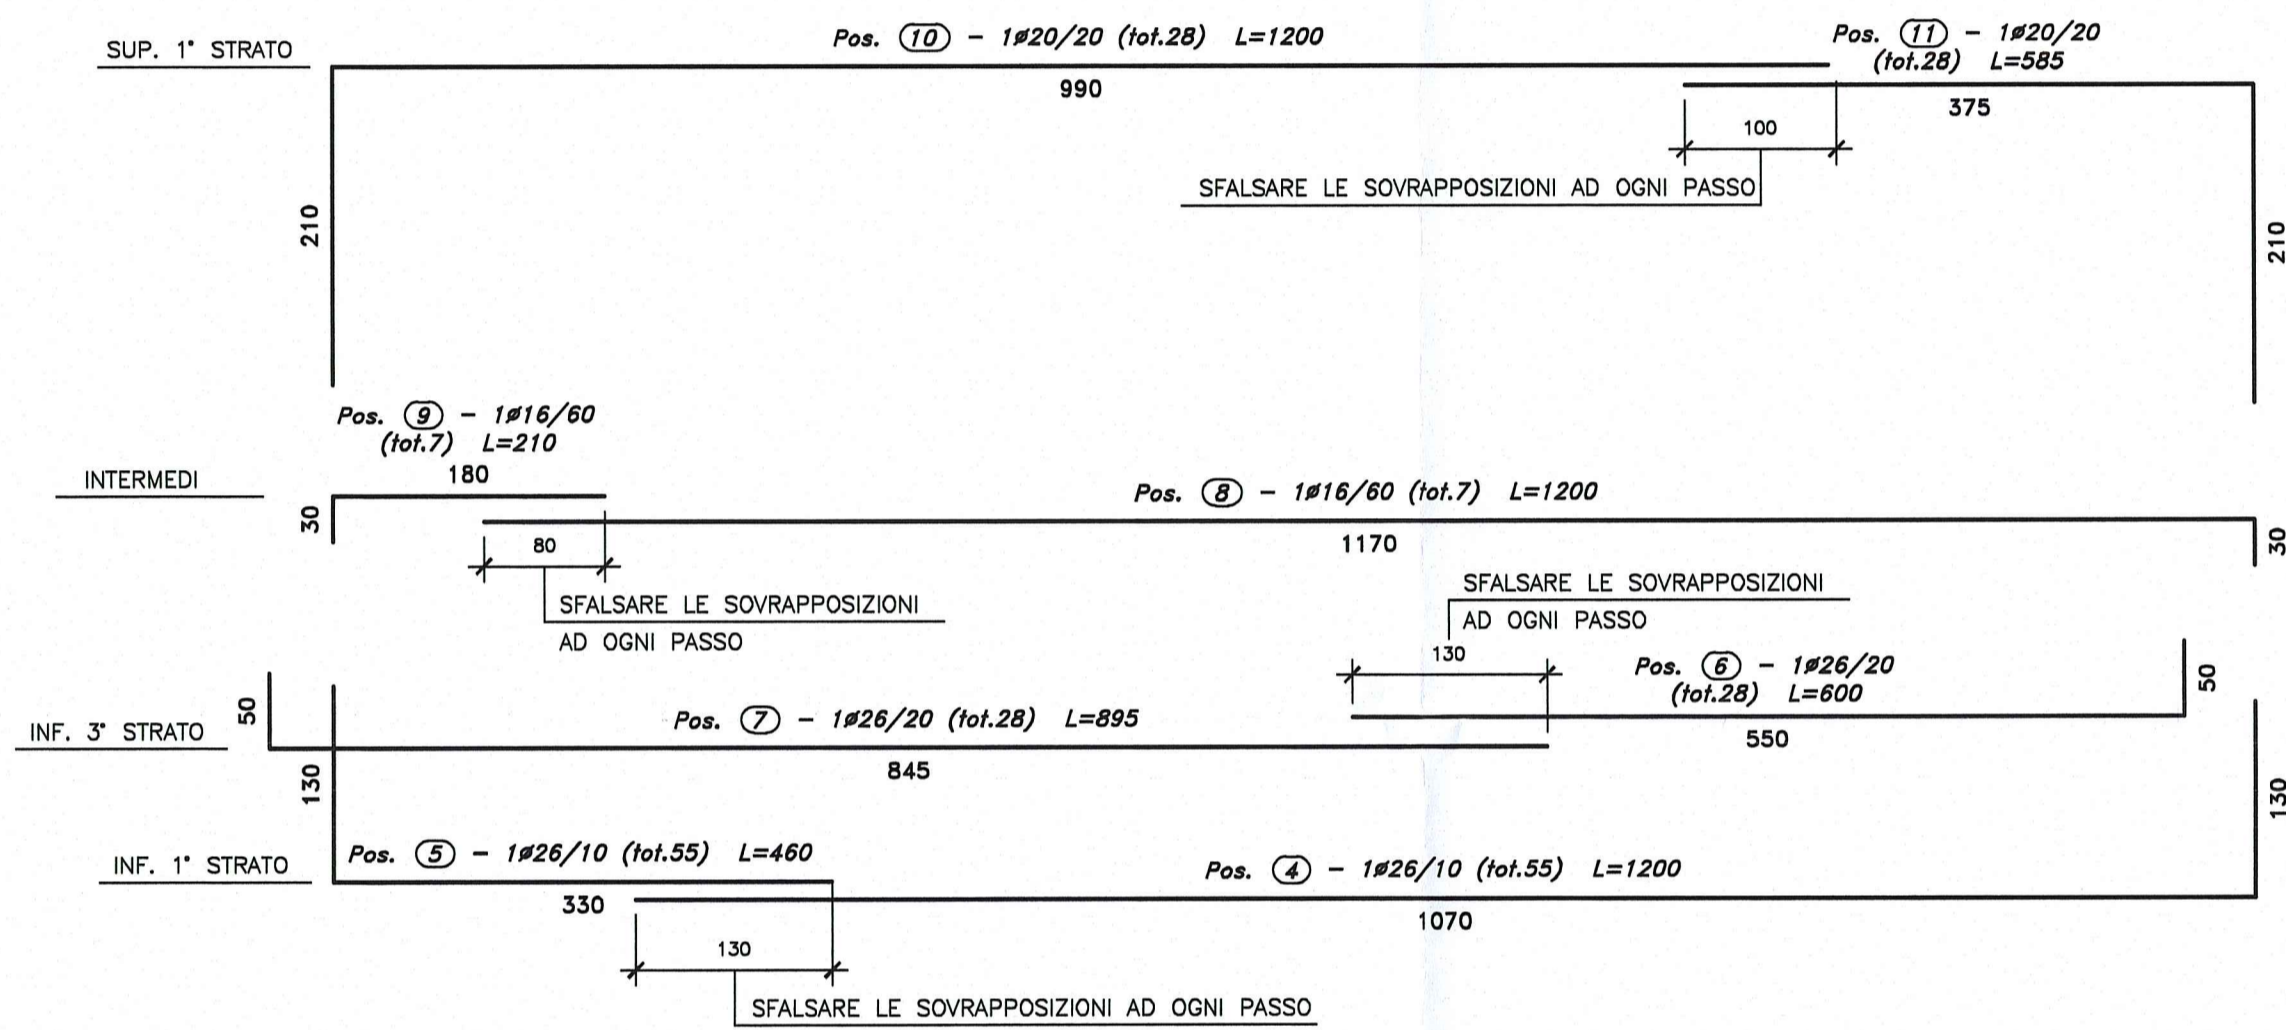 SUP. 1° STRATO
Pos. 10 - 1ø20/20 (tot.28) L=1200
990
Pos. 11 - 1ø20/20
(tot.28) L=585
375
100
SFALSARE LE SOVRAPPOSIZIONI AD OGNI PASSO
210
210
Pos. 9 - 1ø16/60
(tot.7) L=210
180
INTERMEDI
30
Pos. 8 - 1ø16/60 (tot.7) L=1200
1170
30
80
SFALSARE LE SOVRAPPOSIZIONI
AD OGNI PASSO
SFALSARE LE SOVRAPPOSIZIONI
AD OGNI PASSO
130
Pos. 6 - 1ø26/20
(tot.28) L=600
550
50
50
INF. 3° STRATO
Pos. 7 - 1ø26/20 (tot.28) L=895
845
130
130
INF. 1° STRATO
Pos. 5 - 1ø26/10 (tot.55) L=460
330
Pos. 4 - 1ø26/10 (tot.55) L=1200
1070
130
SFALSARE LE SOVRAPPOSIZIONI AD OGNI PASSO